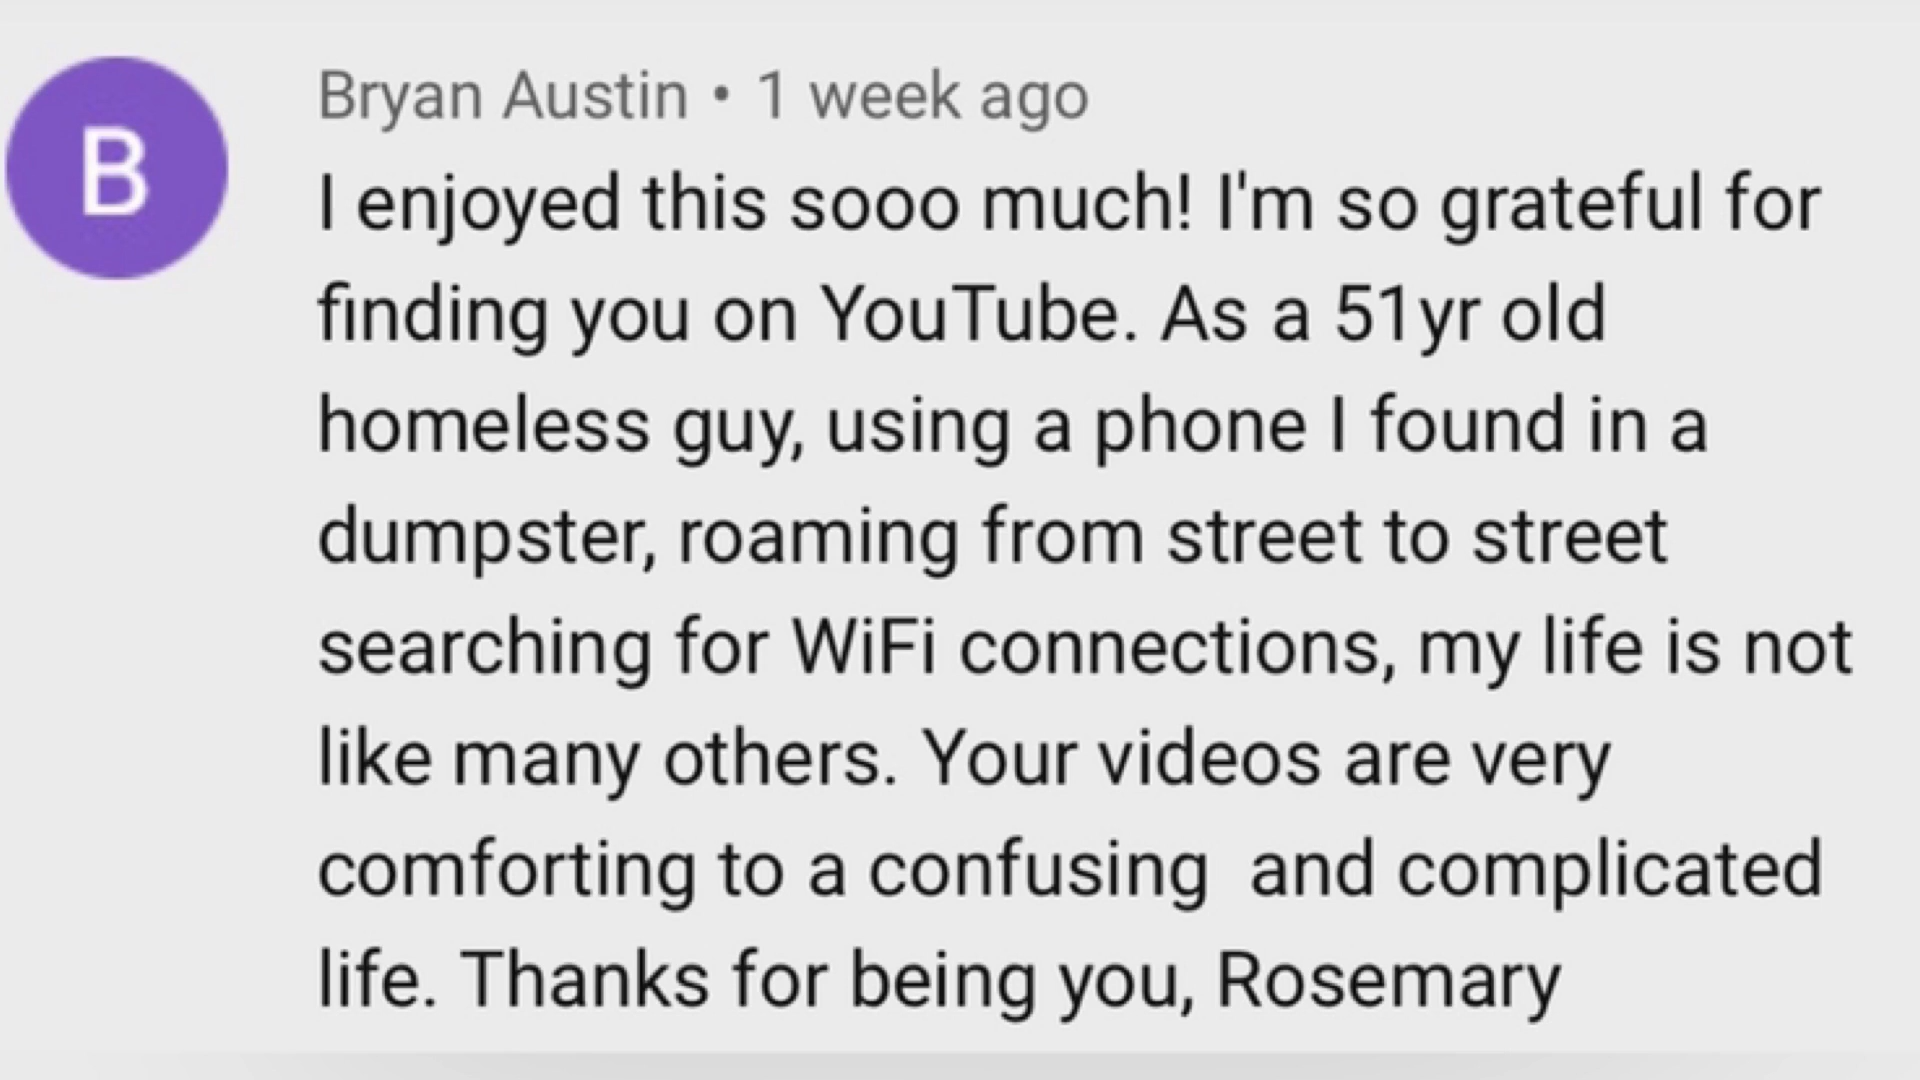 B
Bryan Austin • 1 week ago
I enjoyed this sooo much! I'm so grateful for
finding you on YouTube. As a 51yr old
homeless guy, using a phone I found in a
dumpster, roaming from street to street
searching for WiFi connections, my life is not
like many others. Your videos are very
comforting to a confusing  and complicated
life. Thanks for being you, Rosemary